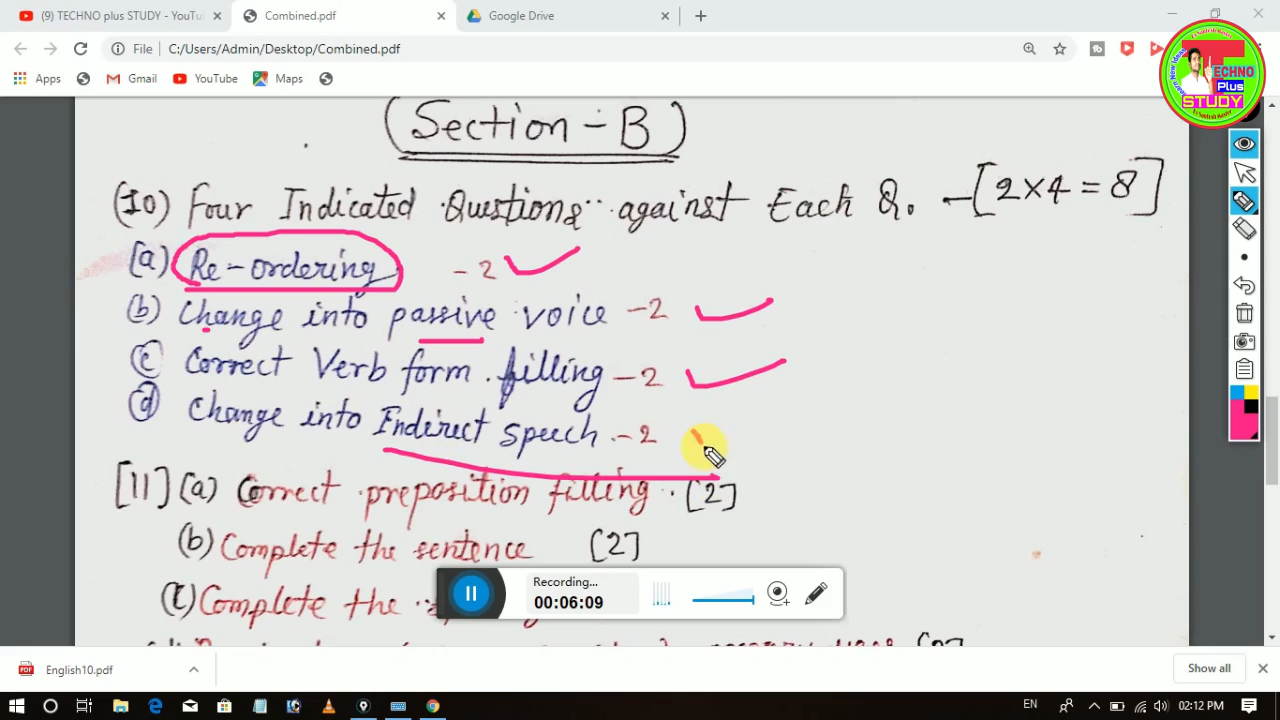 (9) TECHNO plus STUDY - YouTu
Combined.pdf
Google Drive
File
C:/Users/Admin/Desktop/Combined.pdf
Apps
Gmail
YouTube
Maps
TECHNO
Plus
STUDY
(Section - B)
(10) Four Indicated Questions against Each Q. - [2×4=8]
(a) Re-ordering - 2
(b) Change into passive voice - 2
(c) Correct Verb form filling - 2
(d) Change into Indirect speech - 2
[11] (a) Correct preposition filling. [2]
(b) Complete the sentence [2]
(c) Complete the
Recording...
00:06:09
English10.pdf
Show all
EN
02:12 PM